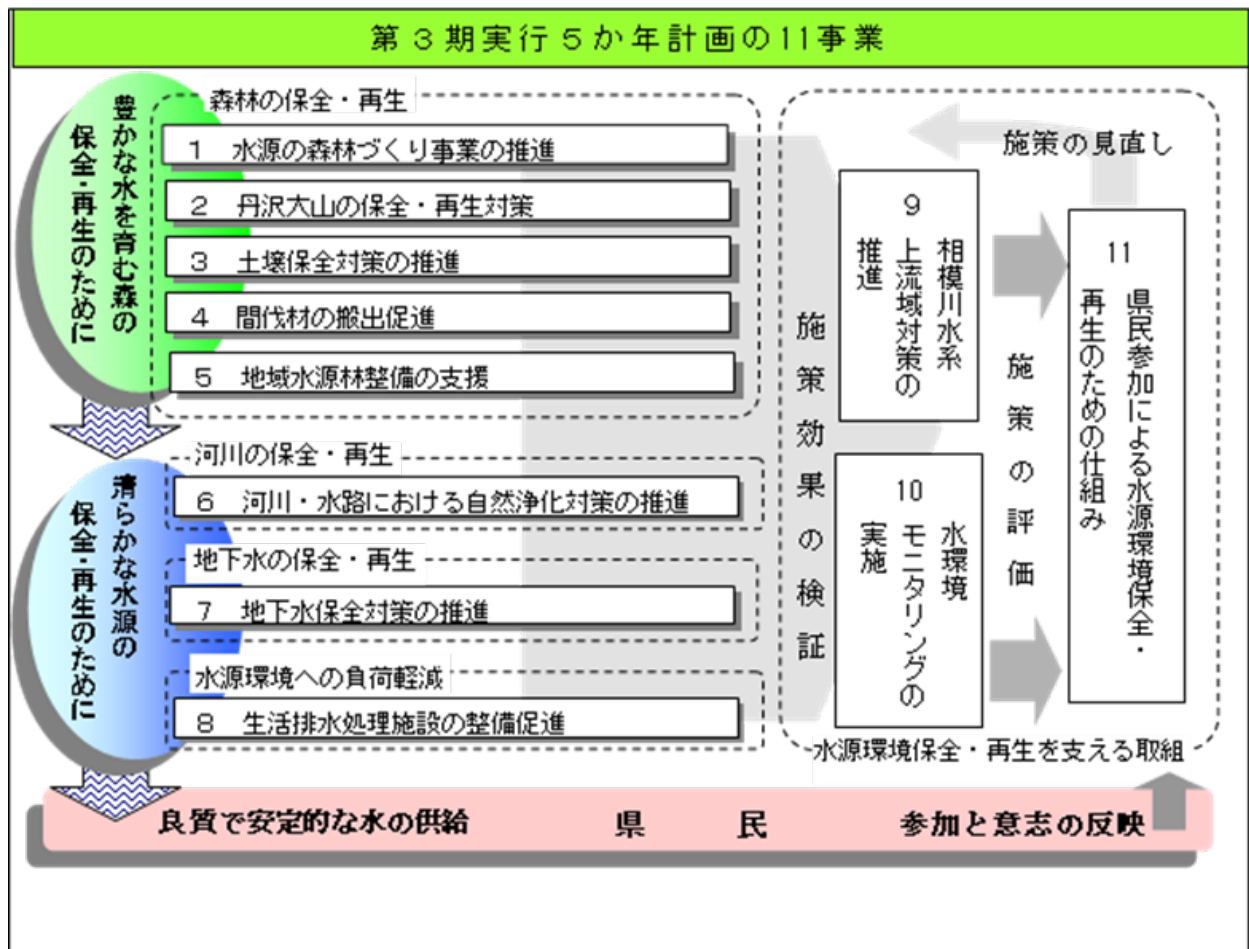 第3期実行5か年計画の11事業
豊かな水を育む森の
保全・再生のために
森林の保全・再生
1 水源の森林づくり事業の推進
2 丹沢大山の保全・再生対策
3 土壌保全対策の推進
4 間伐材の搬出促進
5 地域水源林整備の支援
清らかな水源の
保全・再生のために
河川の保全・再生
6 河川・水路における自然浄化対策の推進
地下水の保全・再生
7 地下水保全対策の推進
水源環境への負荷軽減
8 生活排水処理施設の整備促進
施策効果の検証
9
相模川水系
上流域対策の
推進
10
水環境
モニタリングの
実施
施策の評価
施策の見直し
11
県民参加による水源環境保全・
再生のための仕組み
水源環境保全・再生を支える取組
良質で安定的な水の供給 県民 参加と意志の反映